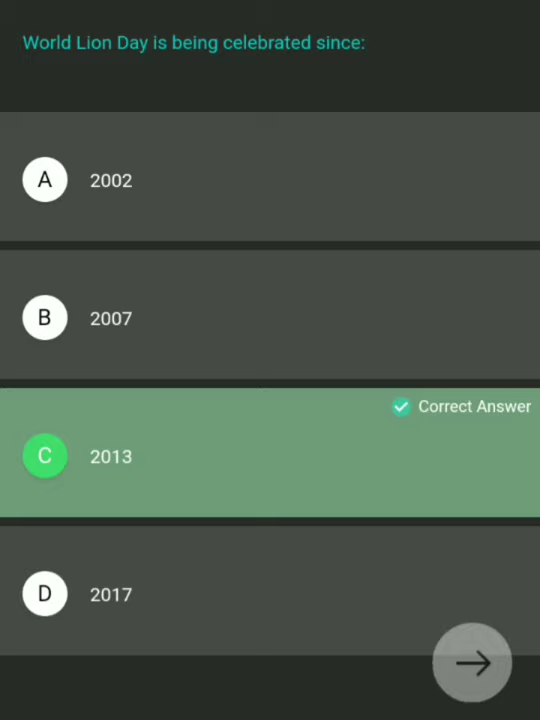 World Lion Day is being celebrated since:
A 2002
B 2007
Correct Answer
C 2013
D 2017